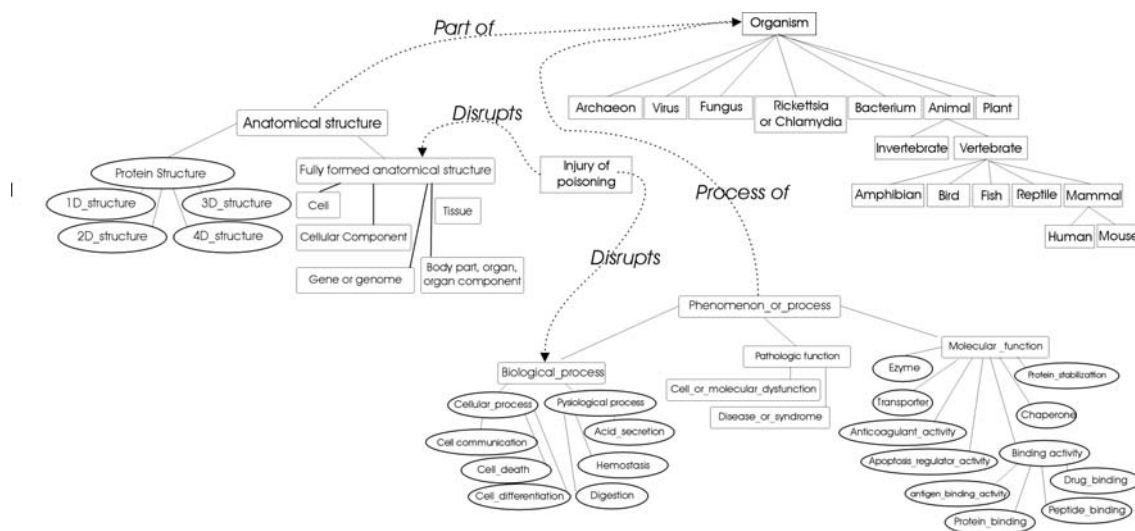 Part of
Organism
Archaeon
Virus
Fungus
Rickettsia
or Chlamydia
Bacterium
Animal
Plant
Disrupts
Anatomical structure
Invertebrate
Vertebrate
Protein Structure
Fully formed anatomical structure
Injury of
poisoning
Process of
Amphibian
Bird
Fish
Reptile
Mammal
1D_structure
3D_structure
Cell
Tissue
2D_structure
4D_structure
Cellular Component
Human
Mouse
Disrupts
Gene or genome
Body part, organ,
organ component
Phenomenon_or_process
Biological_process
Pathologic function
Molecular_function
Cell_or_molecular_dystunction
Disease_or_syndrome
Ezyme
Protein_stabilizattion
Transporter
Chaperone
Anticoagulant_activity
Apoptosis_regulator_activity
Binding activity
antigen_binding_activity
Drug_binding
Protein_binding
Peptide_binding
Cellular_process
Pysiological process
Cell communication
Acid_secretion
Cell_death
Hemostasis
Cell_differentiation
Digestion